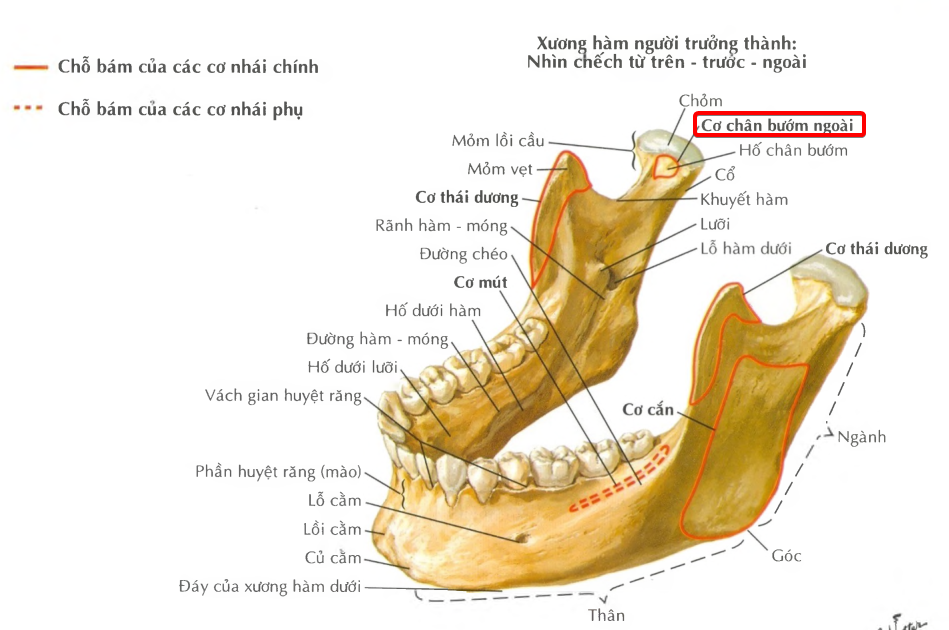 Xương hàm người trưởng thành:
Nhìn chếch từ trên - trước - ngoài
Chỗ bám của các cơ nhái chính
Chỗ bám của các cơ nhái phụ
Chỏm
Cơ chân bướm ngoài
Mỏm lồi cầu
Hố chân bướm
Mỏm vẹt
Cổ
Cơ thái dương
Khuyết hàm
Rãnh hàm - móng
Lưỡi
Đường chéo
Lỗ hàm dưới
Cơ thái dương
Cơ mút
Hố dưới hàm
Đường hàm - móng
Hố dưới lưỡi
Vách gian huyệt răng
Cơ cắn
Ngành
Phần huyệt răng (mào)
Lỗ cằm
Lồi cằm
Củ cằm
Góc
Đáy của xương hàm dưới
Thân